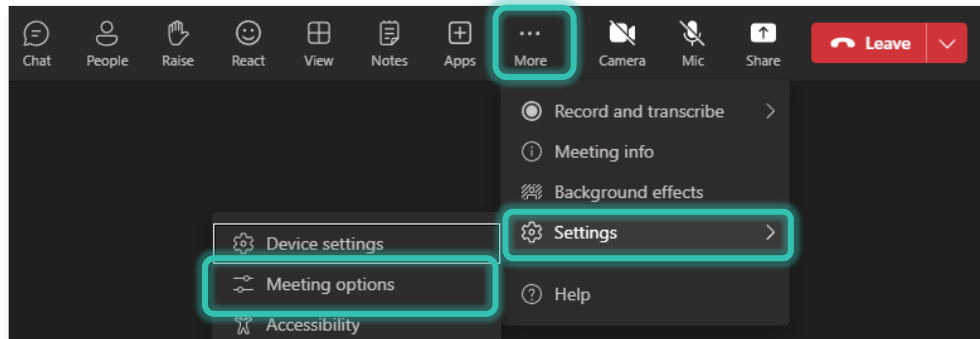 Chat People Raise React View Notes Apps More Camera Mic Share Leave
Record and transcribe
Meeting info
Background effects
Settings
Help
Device settings
Meeting options
Accessibility